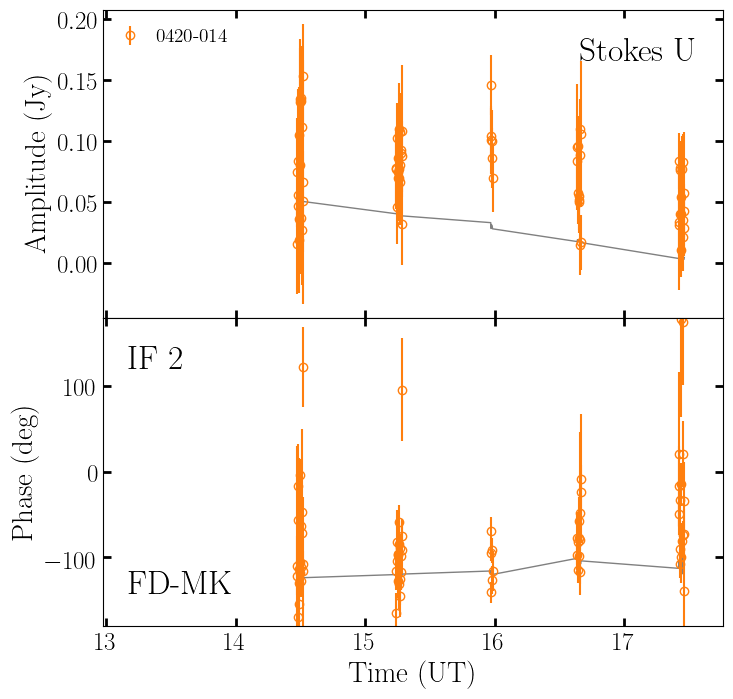 0.20
0420-014
Stokes U
0.15
0.10
0.05
0.00
Amplitude (Jy)
IF 2
100
0
−100
Phase (deg)
FD-MK
13 14 15 16 17
Time (UT)